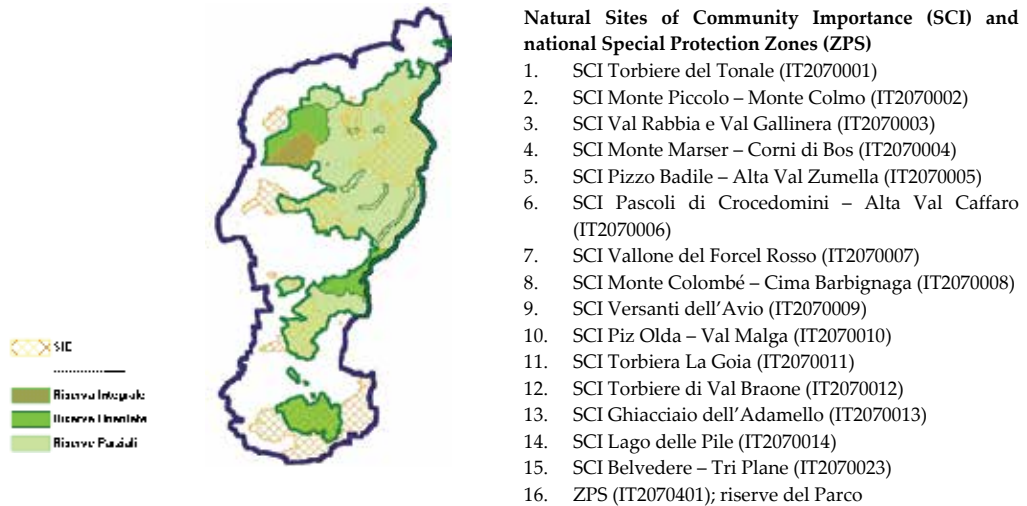 Natural Sites of Community Importance (SCI) and
national Special Protection Zones (ZPS)
1. SCI Torbiere del Tonale (IT2070001)
2. SCI Monte Piccolo – Monte Colmo (IT2070002)
3. SCI Val Rabbia e Val Gallinera (IT2070003)
4. SCI Monte Marser – Corni di Bos (IT2070004)
5. SCI Pizzo Badile – Alta Val Zumella (IT2070005)
6. SCI Pascoli di Crocedomini – Alta Val Caffaro
(IT2070006)
7. SCI Vallone del Forcel Rosso (IT2070007)
8. SCI Monte Colombé – Cima Barbignaga (IT2070008)
9. SCI Versanti dell'Avio (IT2070009)
10. SCI Piz Olda – Val Malga (IT2070010)
11. SCI Torbiera La Goia (IT2070011)
12. SCI Torbiere di Val Braone (IT2070012)
13. SCI Ghiacciaio dell'Adamello (IT2070013)
14. SCI Lago delle Pile (IT2070014)
15. SCI Belvedere – Tri Plane (IT2070023)
16. ZPS (IT2070401); riserve del Parco
Riserva Integrale
Riserve Parziali